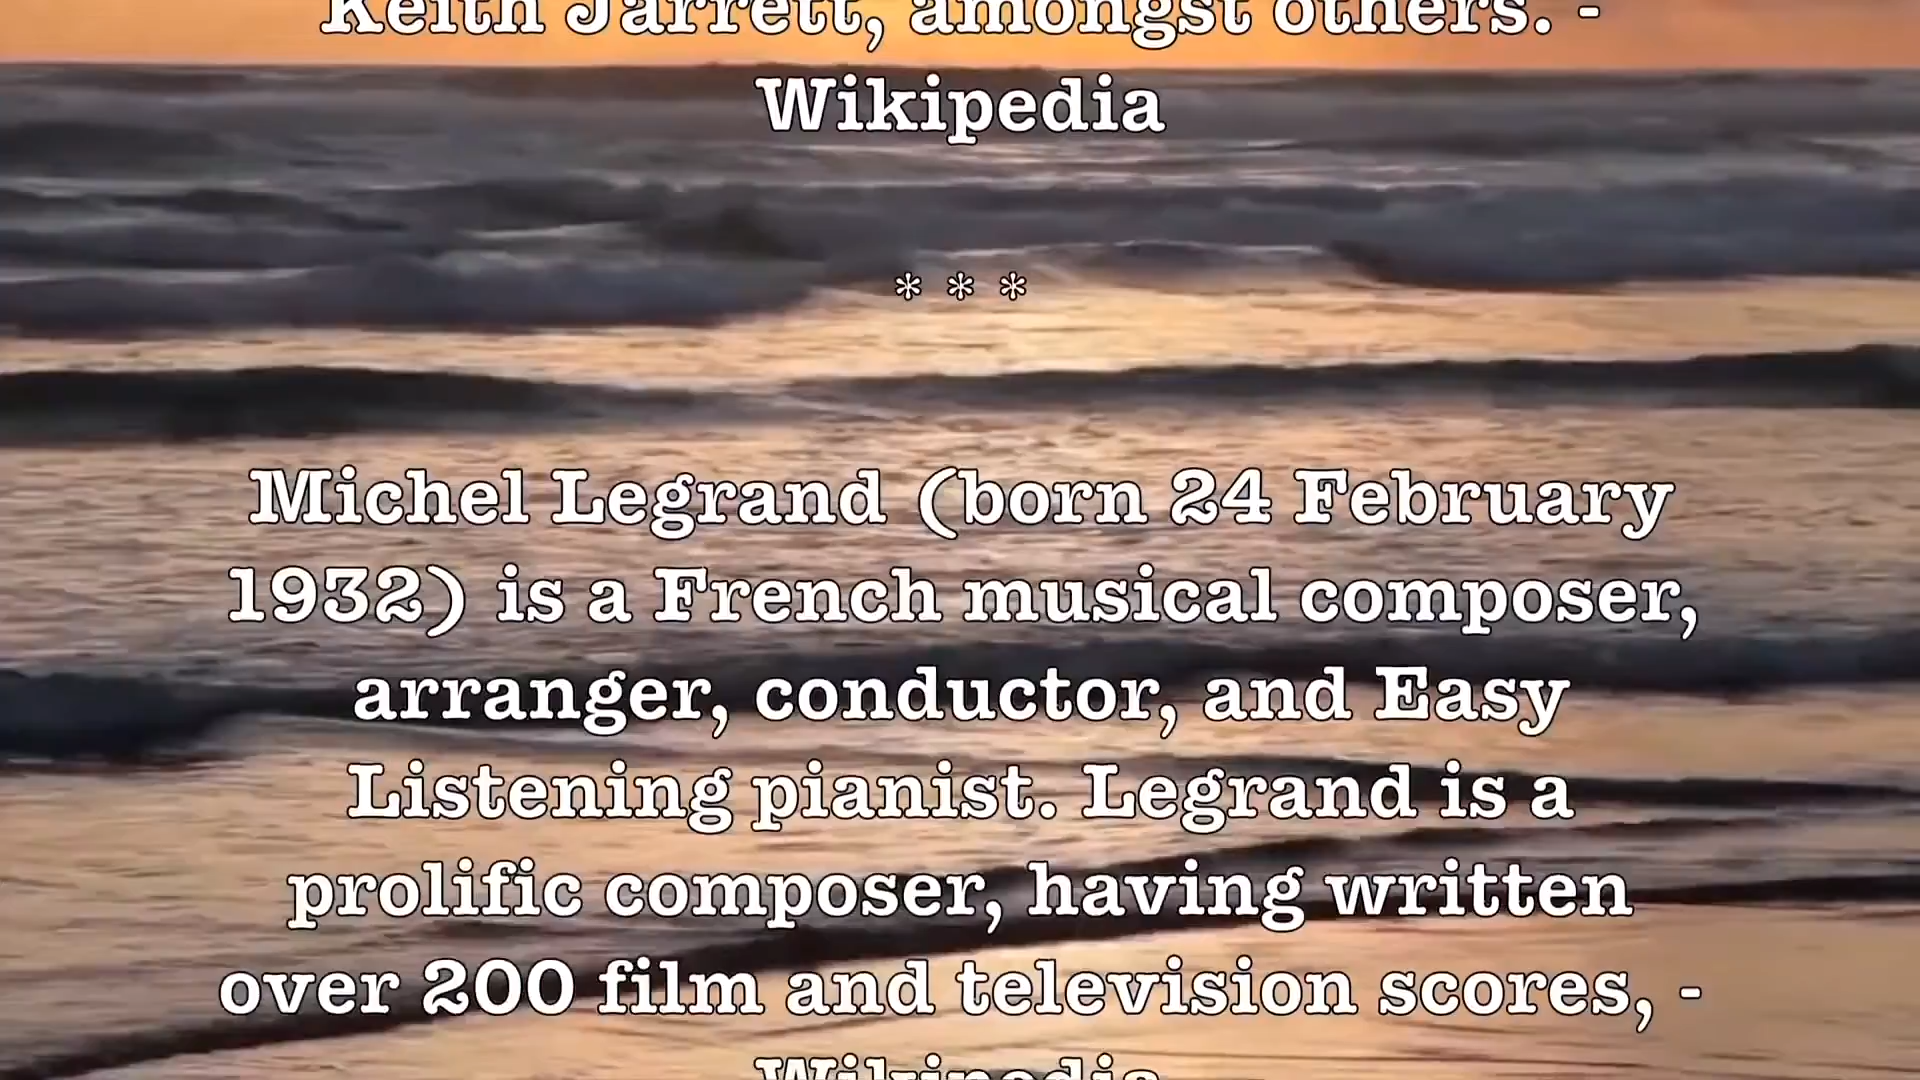 Keith Jarrett, amongst others. -
Wikipedia
* * *
Michel Legrand (born 24 February
1932) is a French musical composer,
arranger, conductor, and Easy
Listening pianist. Legrand is a
prolific composer, having written
over 200 film and television scores, -
Wikipedia